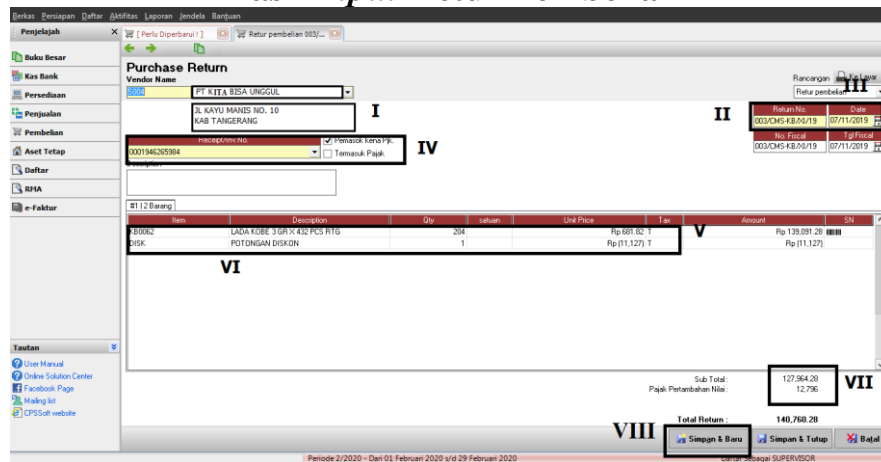 Berkas Persiapan Daftar Aktifitas Laporan Jendela Bantuan
Penjelajah X
[ Perlu Diperbarui ! ] Retur pembelian 003/...
Buku Besar
Kas Bank
Persediaan
Penjualan
Pembelian
Aset Tetap
Daftar
RMA
e-Faktur
Purchase Return
Vendor Name
PT KITA BISA UNGGUL
JL KAYU MANIS NO. 10
KAB TANGERANG
I
Rancangan
Ke Layar
Retur pembelian
III
II
Return No. Date
003/CMS-KB/XI/19 07/11/2019
No. Fiscal Tgl Fiscal
003/CMS-KB/XI/19 07/11/2019
Receipt/Inv.No.
0001946265984
Pemasok kena Pjk.
Termasuk Pajak
IV
#1 | 2 Barang
Item Description Qty satuan Unit Price Tax Amount SN
KB0062 LADA KOBE 3 GR X 432 PCS RTG 204 Rp 681.82 T Rp 139,091.28
DISK POTONGAN DISKON 1 Rp (11,127) T Rp (11,127)
V
VI
Tautan
User Manual
Online Solution Center
Facebook Page
Mailing list
CPSSoft website
Sub Total : 127,964.28
Pajak Pertambahan Nilai : 12,796
VII
Total Return : 140,760.28
VIII
Simpan & Baru Simpan & Tutup Batal
Periode 2/2020 - Dari 01 Februari 2020 s/d 29 Februari 2020
Daftar Sebagai SUPERVISOR